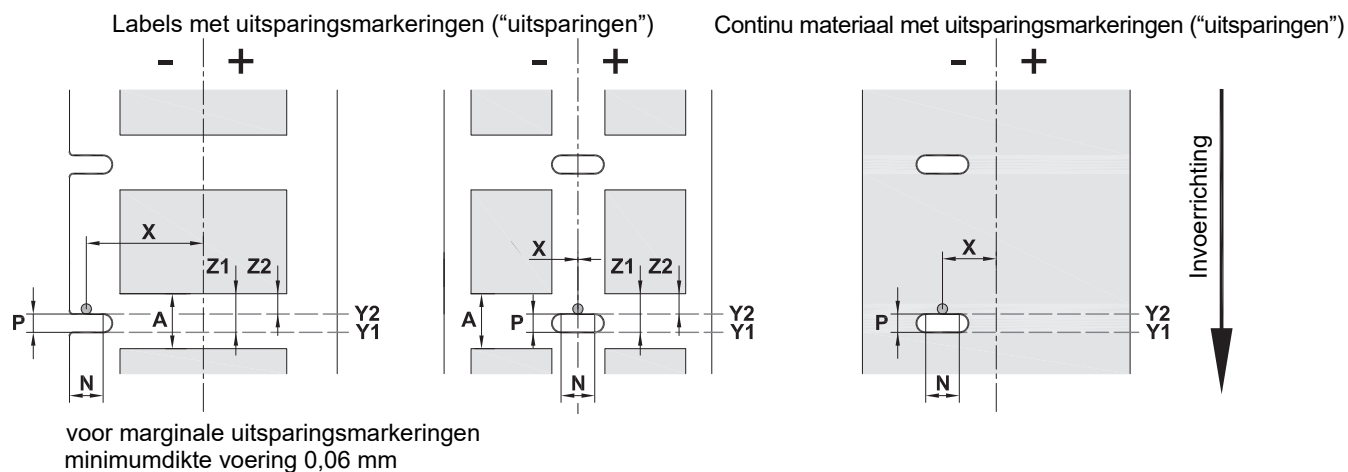 Labels met uitsparingsmarkeringen (“uitsparingen”)
Continu materiaal met uitsparingsmarkeringen (“uitsparingen”)
- +
- +
- +
X
Z1 Z2
P
A
Y2
Y1
N
X
Z1 Z2
A
P
Y2
Y1
N
X
P
Y2
Y1
N
Invoerrichting
voor marginale uitsparingsmarkeringen
minimumdikte voering 0,06 mm